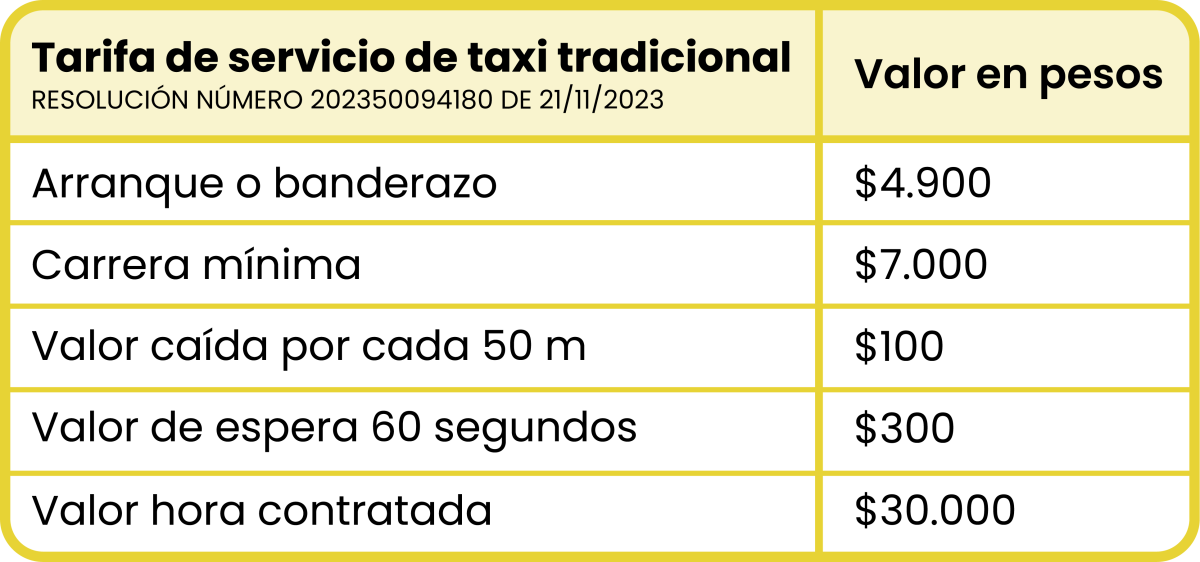 Tarifa de servicio de taxi tradicional
RESOLUCIÓN NÚMERO 202350094180 DE 21/11/2023
Valor en pesos
Arranque o banderazo
$4.900
Carrera mínima
$7.000
Valor caída por cada 50 m
$100
Valor de espera 60 segundos
$300
Valor hora contratada
$30.000